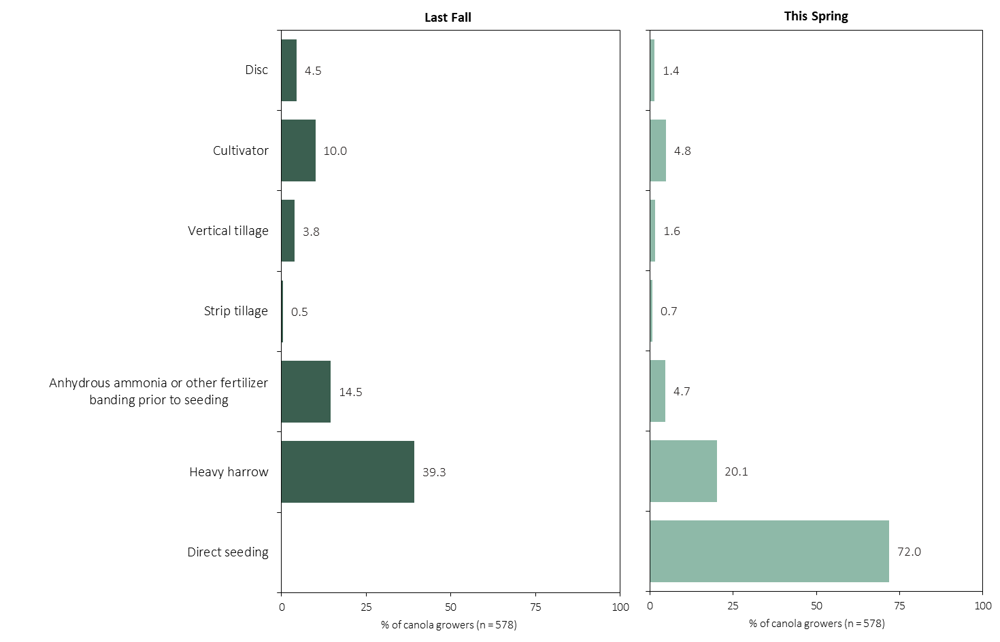 Last Fall
This Spring
Disc
4.5
1.4
Cultivator
10.0
4.8
Vertical tillage
3.8
1.6
Strip tillage
0.5
0.7
Anhydrous ammonia or other fertilizer
banding prior to seeding
14.5
4.7
Heavy harrow
39.3
20.1
Direct seeding
72.0
0 25 50 75 100
0 25 50 75 100
% of canola growers (n = 578)
% of canola growers (n = 578)